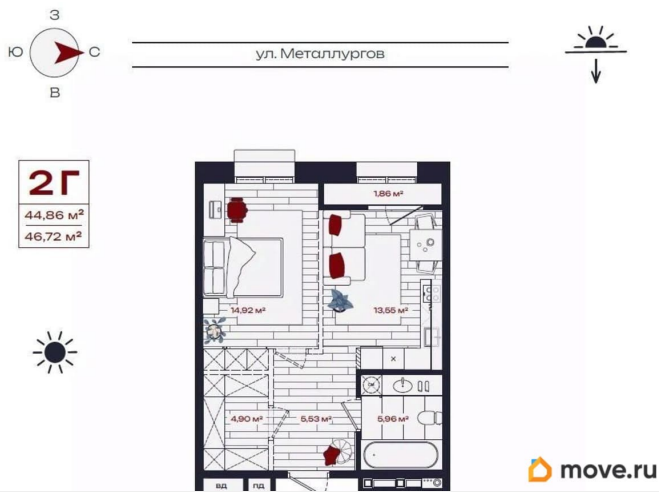 З
Ю
С
В
ул. Металлургов
2Г
44,86 м²
46,72 м²
1,86 м²
14,92 м²
13,55 м²
4,90 м²
5,53 м²
5,96 м²
ВД
ПД
move.ru